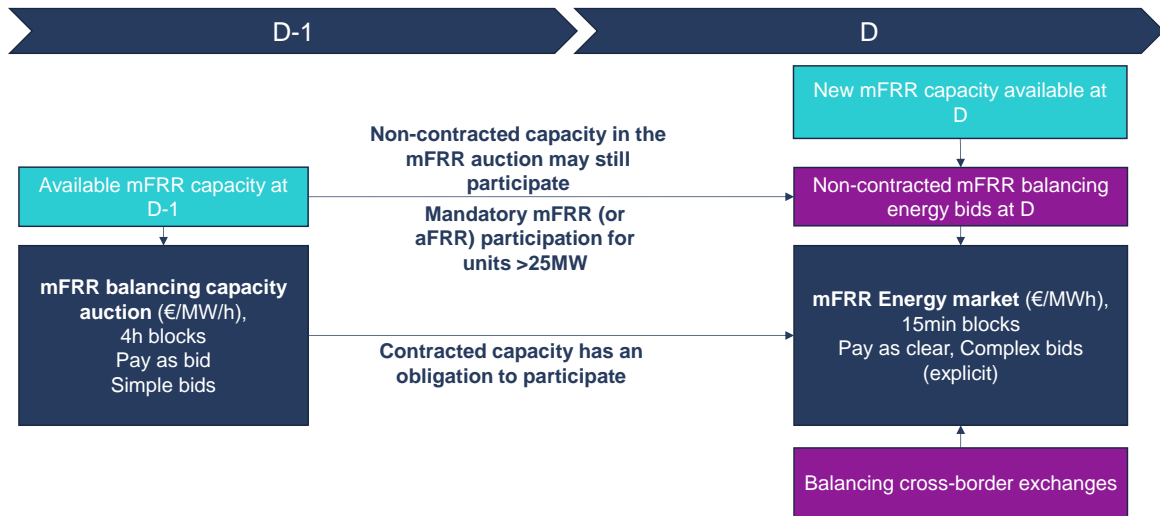 D-1
D
New mFRR capacity available at
D
Non-contracted capacity in the
mFRR auction may still
participate
Available mFRR capacity at
D-1
Non-contracted mFRR balancing
energy bids at D
Mandatory mFRR (or
aFRR) participation for
units >25MW
mFRR balancing capacity
auction (€/MW/h),
4h blocks
Pay as bid
Simple bids
mFRR Energy market (€/MWh),
15min blocks
Pay as clear, Complex bids
(explicit)
Contracted capacity has an
obligation to participate
Balancing cross-border exchanges